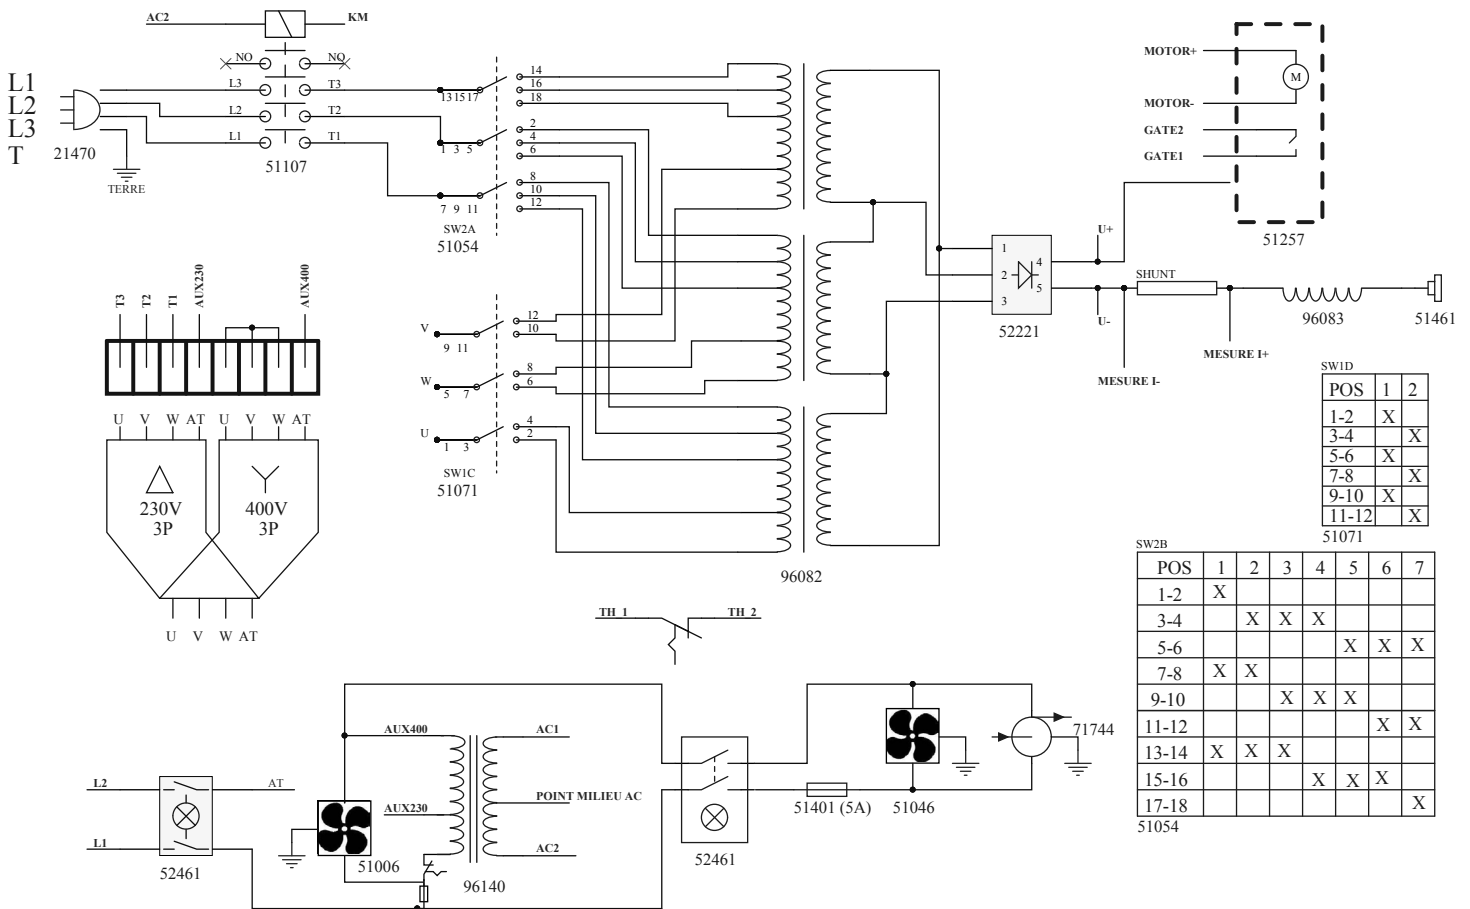 AC2 KM
NO NO
L1
L2
L3
T
21470
TERRE
L3 T3
L2 T2
L1 T1
51107
13 15 17
14
16
18
1 3 5
2
4
6
7 9 11
8
10
12
SW2A
51054
MOTOR+
M
MOTOR-
GATE2
GATE1
51257
T3 T2 T1 AUX230 AUX400
V
9 11
12
10
W
5 7
8
6
U
1 3
4
2
SW1C
51071
1
2
3
4
5
52221
U+
U-
SHUNT
96083
51461
MESURE I+
MESURE I-
U V W AT U V W AT
230V
3P
400V
3P
U V W AT
96082
SW1D
POS 1 2
1-2 X
3-4 X
5-6 X
7-8 X
9-10 X
11-12 X
51071
SW2B
POS 1 2 3 4 5 6 7
1-2 X
3-4 X X X
5-6 X X X
7-8 X X
9-10 X X X
11-12 X X
13-14 X X X
15-16 X X X
17-18 X
51054
TH_1 TH_2
L2 AT
L1
52461
51006
AUX400
AUX230
AC1
POINT MILIEU AC
AC2
96140
52461
51401 (5A)
51046
71744